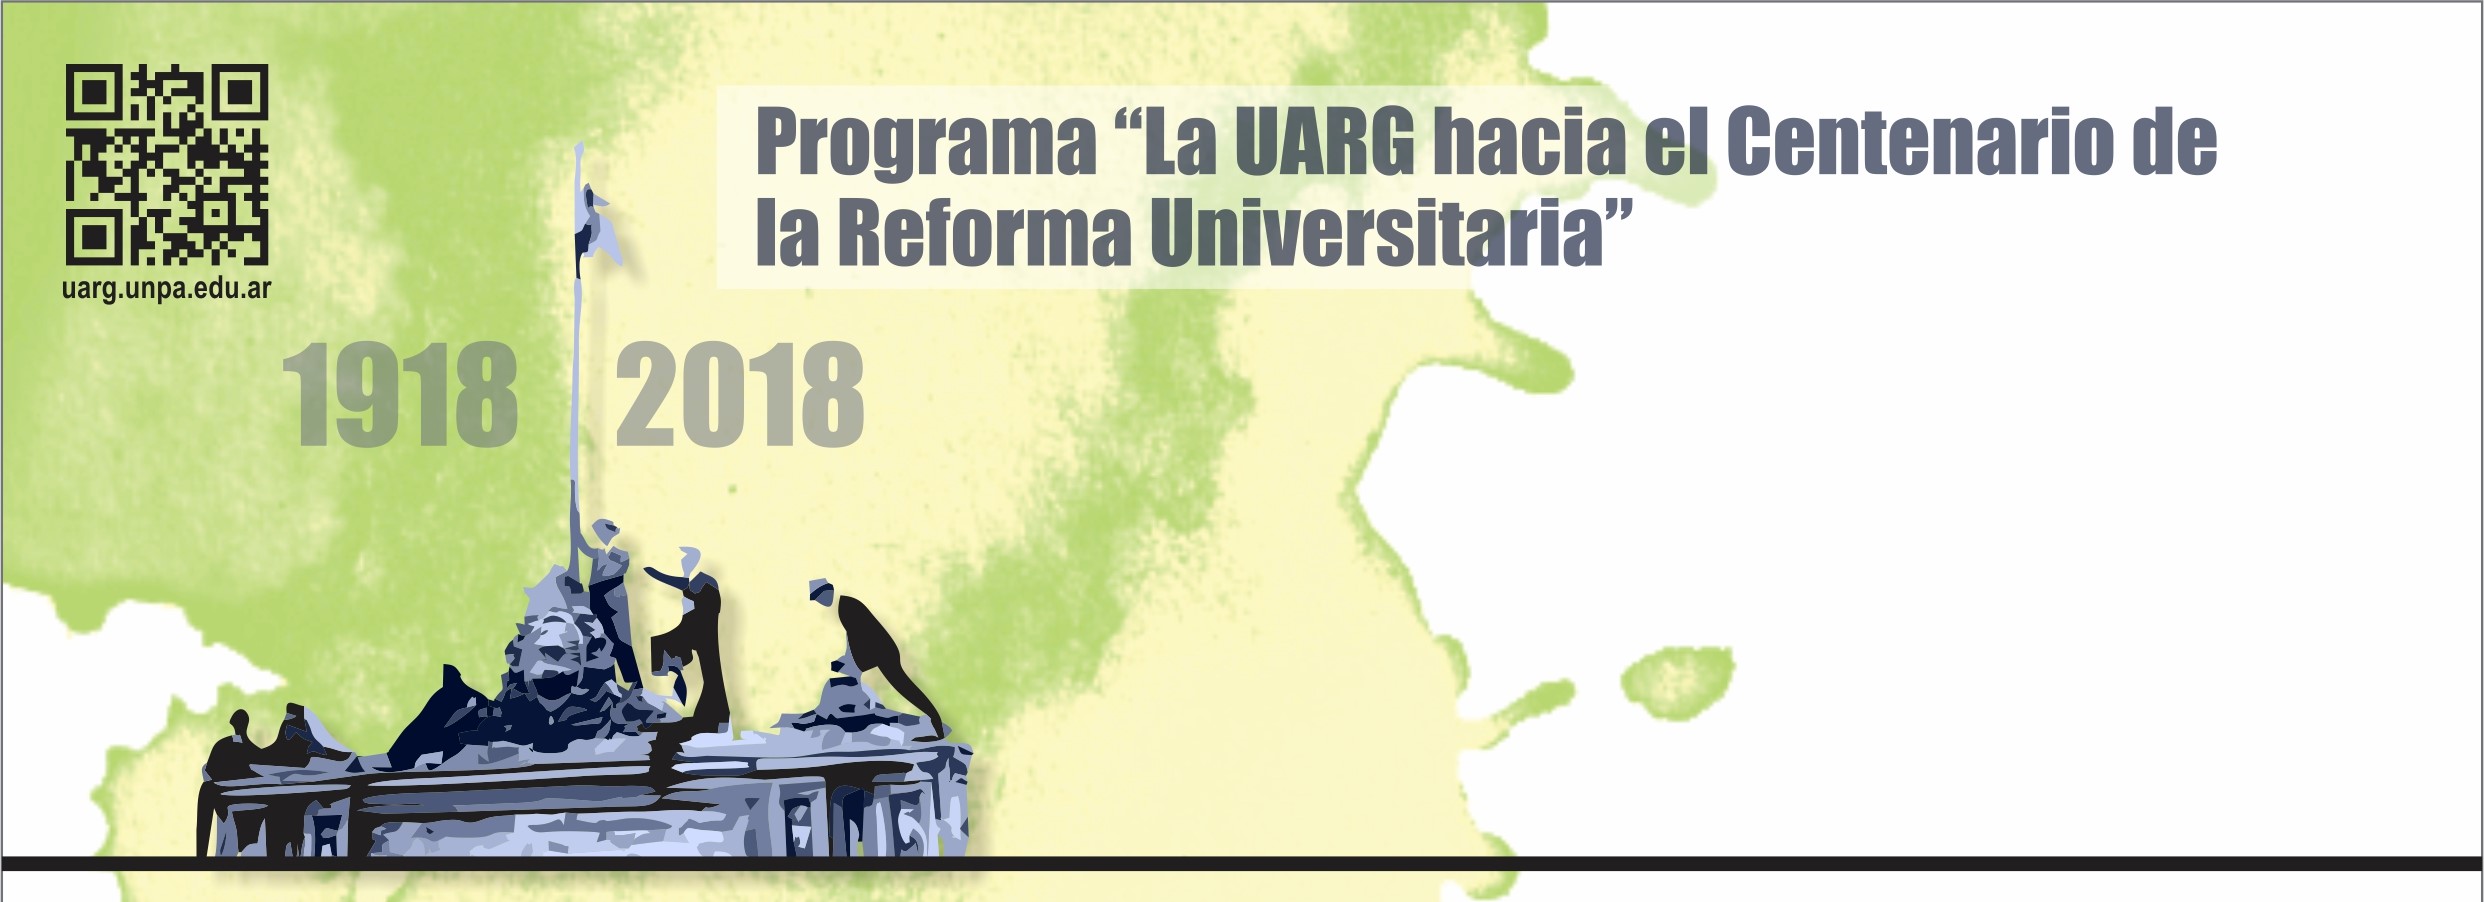 Programa “La UARG hacia el Centenario de
la Reforma Universitaria”
uarg.unpa.edu.ar
1918 2018